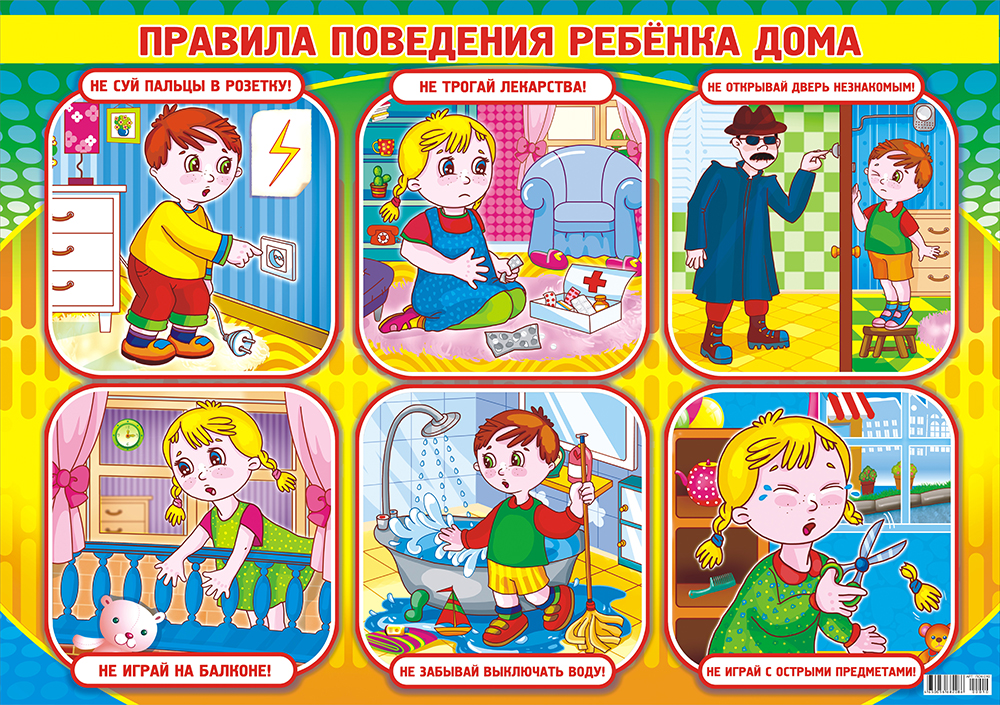 ПРАВИЛА ПОВЕДЕНИЯ РЕБЁНКА ДОМА
НЕ СУЙ ПАЛЬЦЫ В РОЗЕТКУ!
НЕ ТРОГАЙ ЛЕКАРСТВА!
НЕ ОТКРЫВАЙ ДВЕРЬ НЕЗНАКОМЫМ!
НЕ ИГРАЙ НА БАЛКОНЕ!
НЕ ЗАБЫВАЙ ВЫКЛЮЧАТЬ ВОДУ!
НЕ ИГРАЙ С ОСТРЫМИ ПРЕДМЕТАМИ!